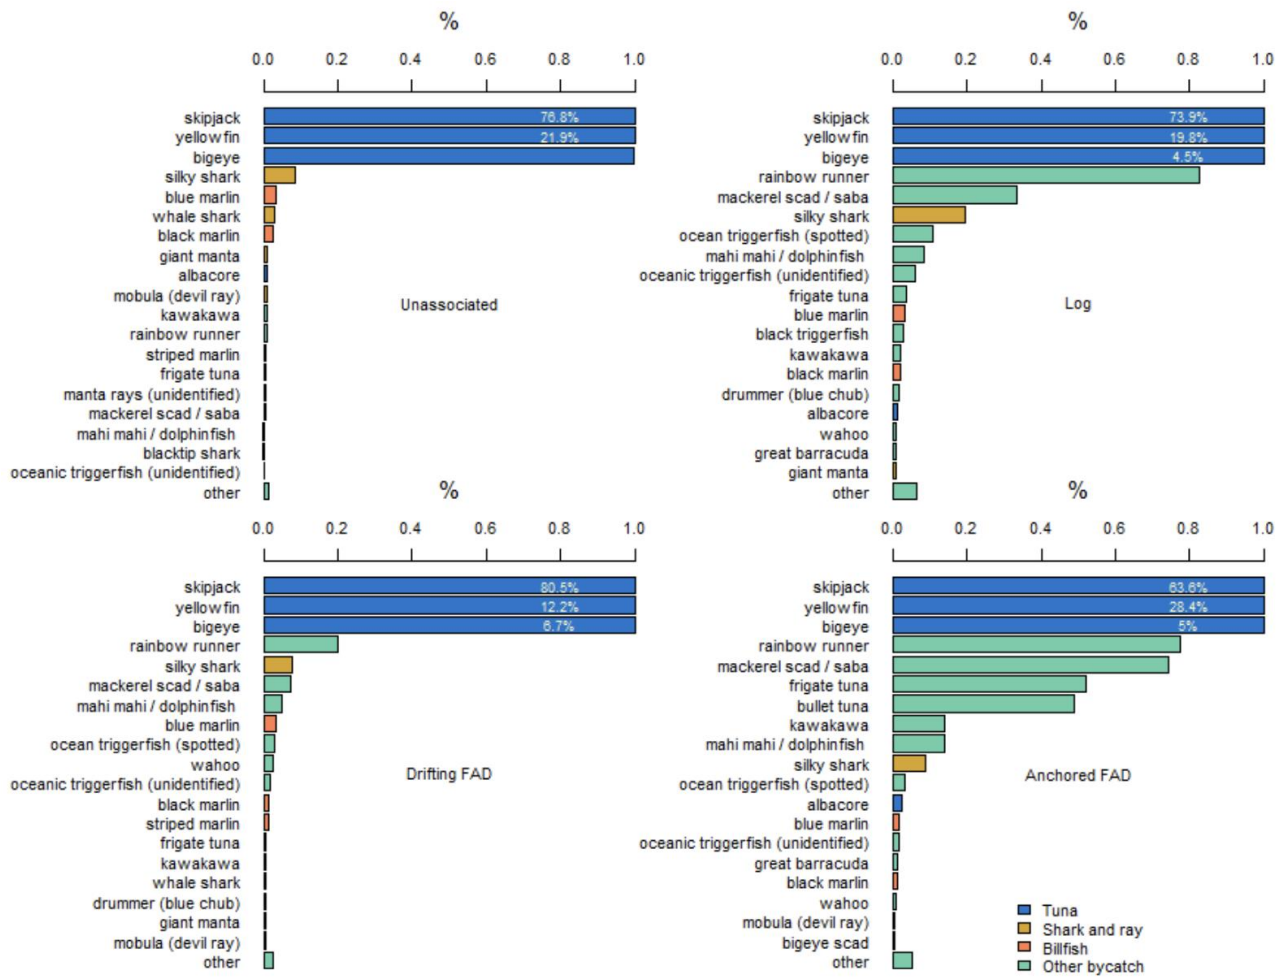 %
0.0 0.2 0.4 0.6 0.8 1.0
skipjack 76.8%
yellowfin 21.9%
bigeye
silky shark
blue marlin
whale shark
black marlin
giant manta
albacore
mobula (devil ray)
kawakawa
rainbow runner
striped marlin
frigate tuna
manta rays (unidentified)
mackerel scad / saba
mahi mahi / dolphinfish
blacktip shark
oceanic triggerfish (unidentified)
other
Unassociated
%
0.0 0.2 0.4 0.6 0.8 1.0
skipjack 73.9%
yellowfin 19.8%
bigeye 4.5%
rainbow runner
mackerel scad / saba
silky shark
ocean triggerfish (spotted)
mahi mahi / dolphinfish
oceanic triggerfish (unidentified)
frigate tuna
blue marlin
black triggerfish
kawakawa
black marlin
drummer (blue chub)
albacore
wahoo
great barracuda
giant manta
other
Log
%
0.0 0.2 0.4 0.6 0.8 1.0
skipjack 80.5%
yellowfin 12.2%
bigeye 6.7%
rainbow runner
silky shark
mackerel scad / saba
mahi mahi / dolphinfish
blue marlin
ocean triggerfish (spotted)
wahoo
oceanic triggerfish (unidentified)
black marlin
striped marlin
frigate tuna
kawakawa
whale shark
drummer (blue chub)
giant manta
mobula (devil ray)
other
Drifting FAD
%
0.0 0.2 0.4 0.6 0.8 1.0
skipjack 63.6%
yellowfin 28.4%
bigeye 5%
rainbow runner
mackerel scad / saba
frigate tuna
bullet tuna
kawakawa
mahi mahi / dolphinfish
silky shark
ocean triggerfish (spotted)
albacore
blue marlin
oceanic triggerfish (unidentified)
great barracuda
black marlin
wahoo
mobula (devil ray)
bigeye scad
other
Anchored FAD
Tuna
Shark and ray
Billfish
Other bycatch